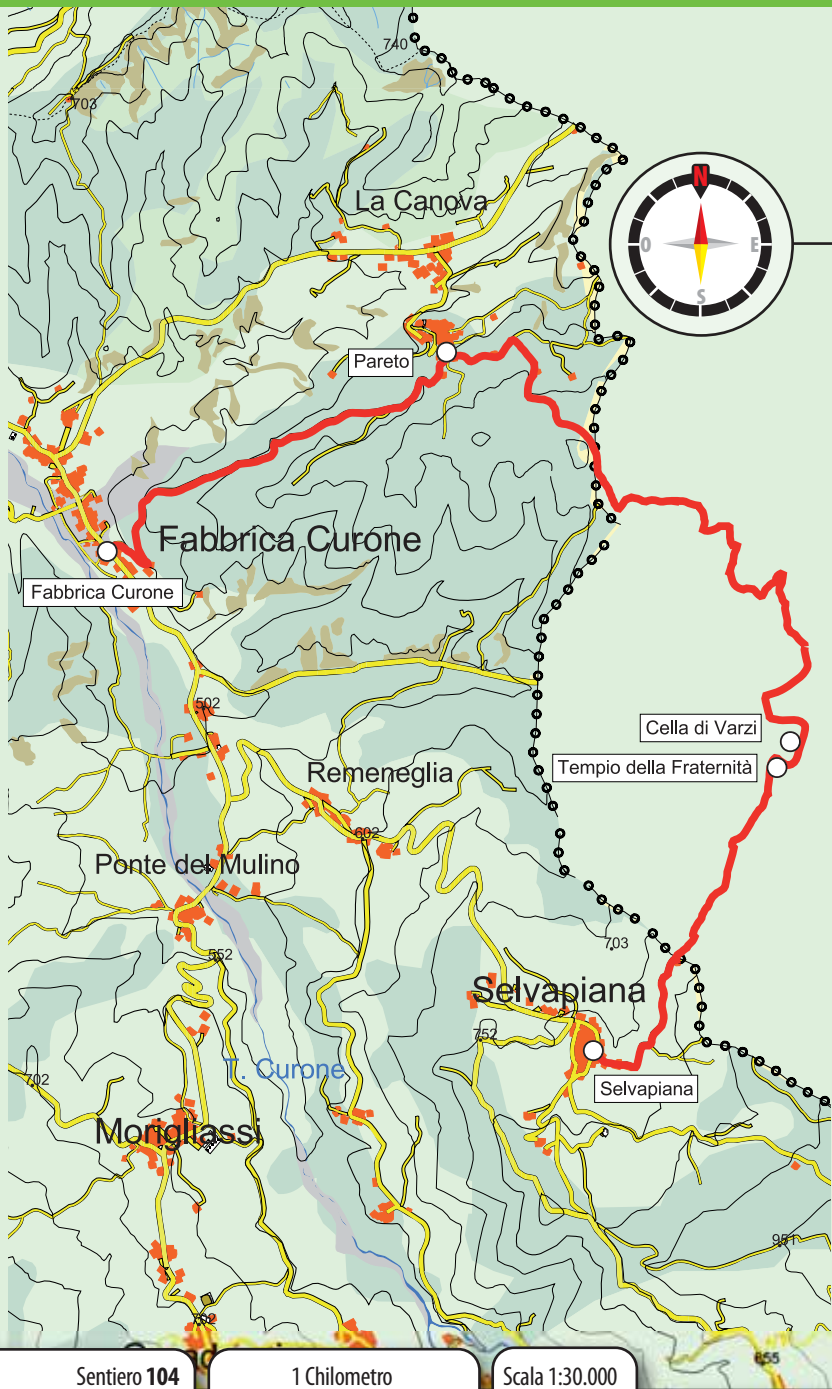 740
703
La Canova
N
O
E
S
Pareto
Fabbrica Curone
Fabbrica Curone
502
Cella di Varzi
Tempio della Fraternità
Remeneglia
602
Ponte del Mulino
703
552
Selvapiana
752
T. Curone
702
Selvapiana
Morigliassi
951
702
855
Sentiero 104
1 Chilometro
Scala 1:30.000